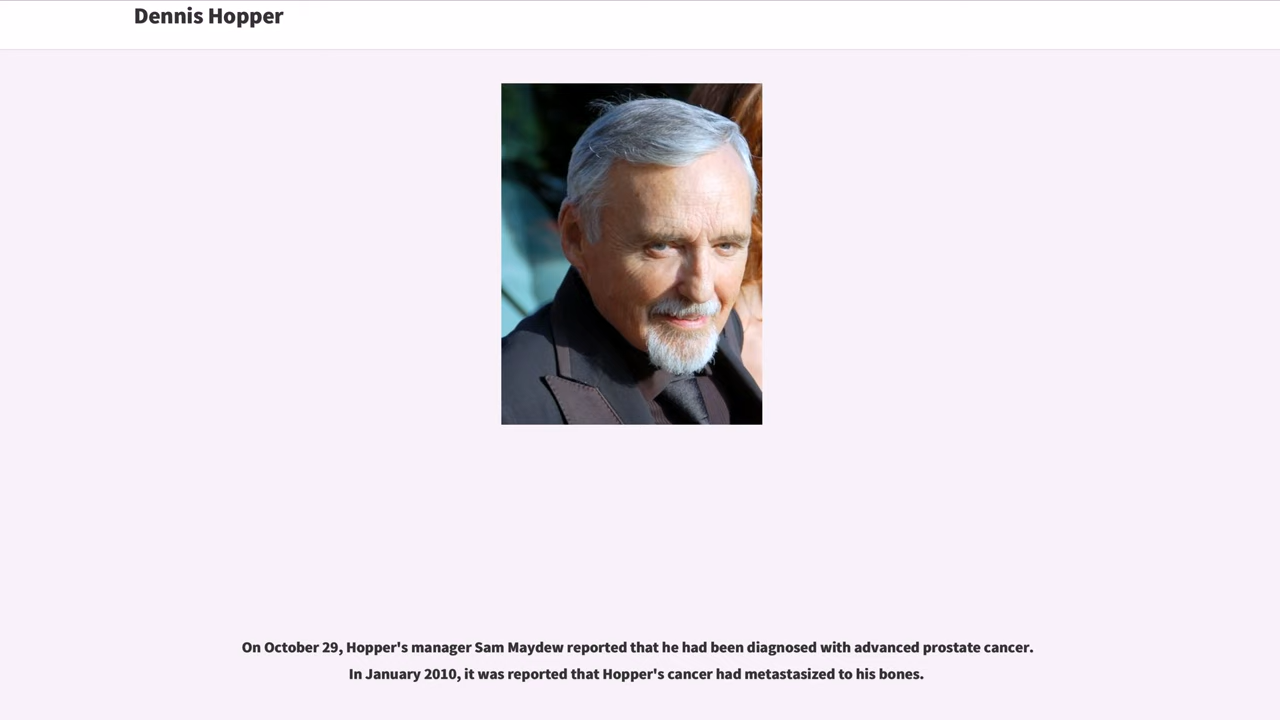 Dennis Hopper
On October 29, Hopper's manager Sam Maydew reported that he had been diagnosed with advanced prostate cancer.
In January 2010, it was reported that Hopper's cancer had metastasized to his bones.